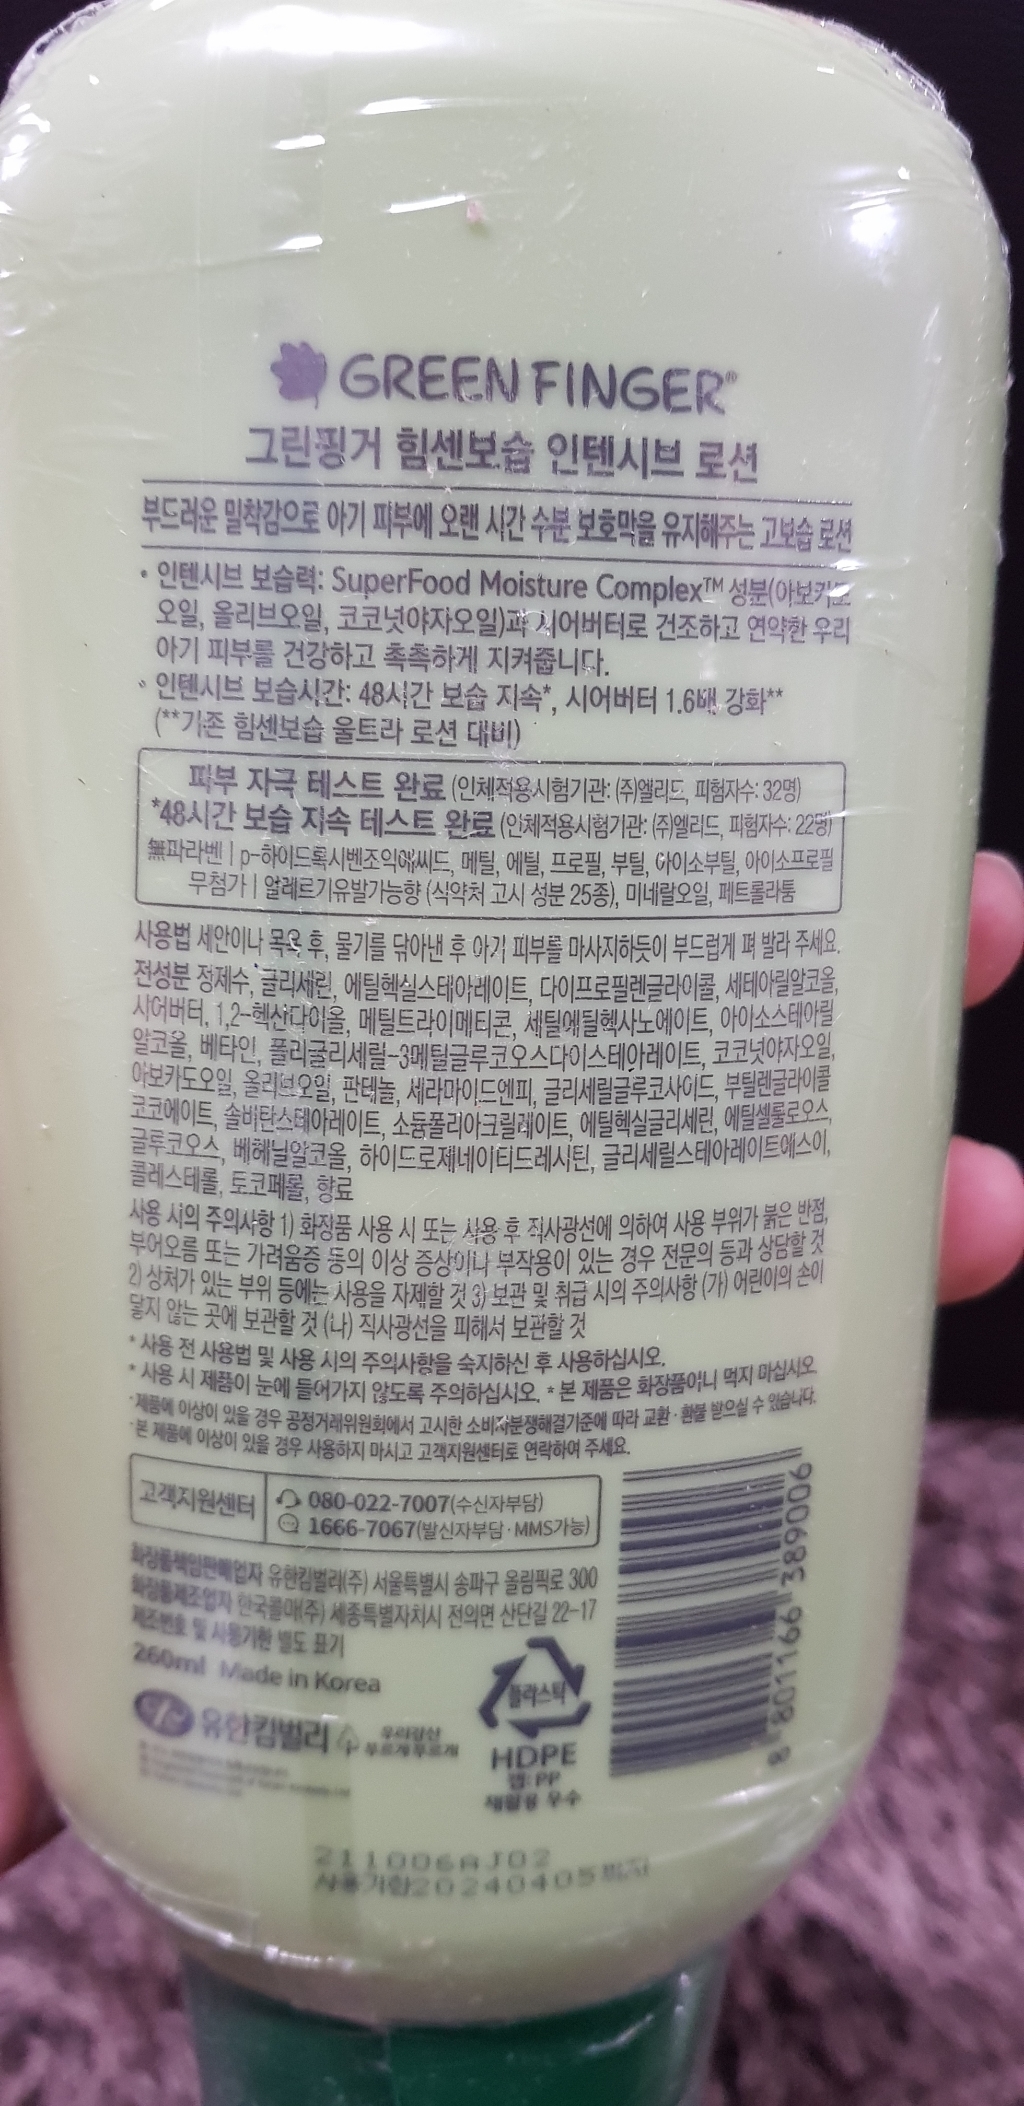 GREEN FINGER®
그린핑거 힘센보습 인텐시브 로션
부드러운 밀착감으로 아기 피부에 오랜 시간 수분 보호막을 유지해주는 고보습 로션
• 인텐시브 보습력: SuperFood Moisture Complex™ 성분(아보카도
오일, 올리브오일, 코코넛야자오일)과 시어버터로 건조하고 연약한 우리
아기 피부를 건강하고 촉촉하게 지켜줍니다.
• 인텐시브 보습시간: 48시간 보습 지속*, 시어버터 1.6배 강화**
(**기존 힘센보습 울트라 로션 대비)
피부 자극 테스트 완료 (인체적용시험기관: (주)엘리드, 피험자수: 32명)
*48시간 보습 지속 테스트 완료 (인체적용시험기관: (주)엘리드, 피험자수: 22명)
無파라벤 | p-하이드록시벤조익애씨드, 메틸, 에틸, 프로필, 부틸, 아이소부틸, 아이소프로필
무첨가 | 알레르기유발가능향 (식약처 고시 성분 25종), 미네랄오일, 페트롤라툼
사용법 세안이나 목욕 후, 물기를 닦아낸 후 아기 피부를 마사지하듯이 부드럽게 펴 발라 주세요.
전성분 정제수, 글리세린, 에틸헥실스테아레이트, 다이프로필렌글라이콜, 세테아릴알코올,
시어버터, 1,2-헥산다이올, 메틸트라이메티콘, 세틸에틸헥사노에이트, 아이소스테아릴
알코올, 베타인, 폴리글리세릴-3메틸글루코오스다이스테아레이트, 코코넛야자오일,
아보카도오일, 올리브오일, 판테놀, 세라마이드엔피, 글리세릴글루코사이드, 부틸렌글라이콜
코코에이트, 솔비탄스테아레이트, 소듐폴리아크릴레이트, 에틸헥실글리세린, 에틸셀룰로오스,
글루코오스, 베헤닐알코올, 하이드로제네이티드레시틴, 글리세릴스테아레이트에스이,
콜레스테롤, 토코페롤, 향료
사용 시의 주의사항 1) 화장품 사용 시 또는 사용 후 직사광선에 의하여 사용 부위가 붉은 반점,
부어오름 또는 가려움증 등의 이상 증상이나 부작용이 있는 경우 전문의 등과 상담할 것
2) 상처가 있는 부위 등에는 사용을 자제할 것 3) 보관 및 취급 시의 주의사항 (가) 어린이의 손이
닿지 않는 곳에 보관할 것 (나) 직사광선을 피해서 보관할 것
* 사용 전 사용법 및 사용 시의 주의사항을 숙지하신 후 사용하십시오.
* 사용 시 제품이 눈에 들어가지 않도록 주의하십시오. * 본 제품은 화장품이니 먹지 마십시오.
· 제품에 이상이 있을 경우 공정거래위원회에서 고시한 소비자분쟁해결기준에 따라 교환·환불 받으실 수 있습니다.
· 본 제품에 이상이 있을 경우 사용하지 마시고 고객지원센터로 연락하여 주세요.
고객지원센터
080-022-7007(수신자부담)
1666-7067(발신자부담·MMS가능)
화장품책임판매업자 유한킴벌리(주) 서울특별시 송파구 올림픽로 300
화장품제조업자 한국콜마(주) 세종특별자치시 전의면 산단길 22-17
제조번호 및 사용기한 별도 표기
260ml Made in Korea
유한킴벌리 우리강산 푸르게 푸르게
플라스틱
HDPE
캡: PP
재활용 우수
8 801166 389006
211006AJ02
사용기한20240405까지